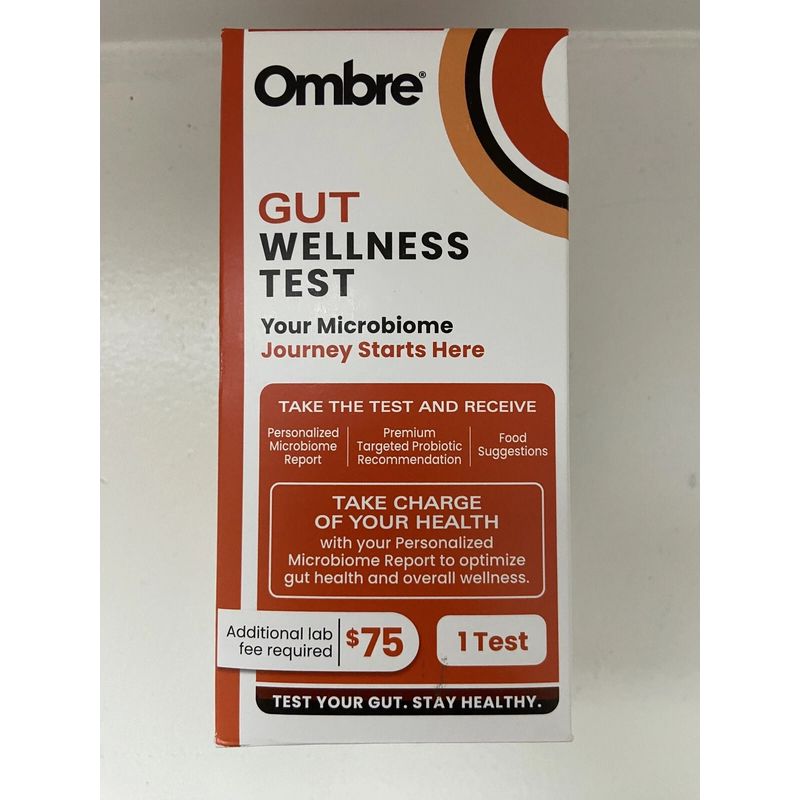 Ombre®
GUT
WELLNESS
TEST
Your Microbiome
Journey Starts Here
TAKE THE TEST AND RECEIVE
Personalized
Microbiome
Report
Premium
Targeted Probiotic
Recommendation
Food
Suggestions
TAKE CHARGE
OF YOUR HEALTH
with your Personalized
Microbiome Report to optimize
gut health and overall wellness.
Additional lab
fee required
$75
1 Test
TEST YOUR GUT. STAY HEALTHY.